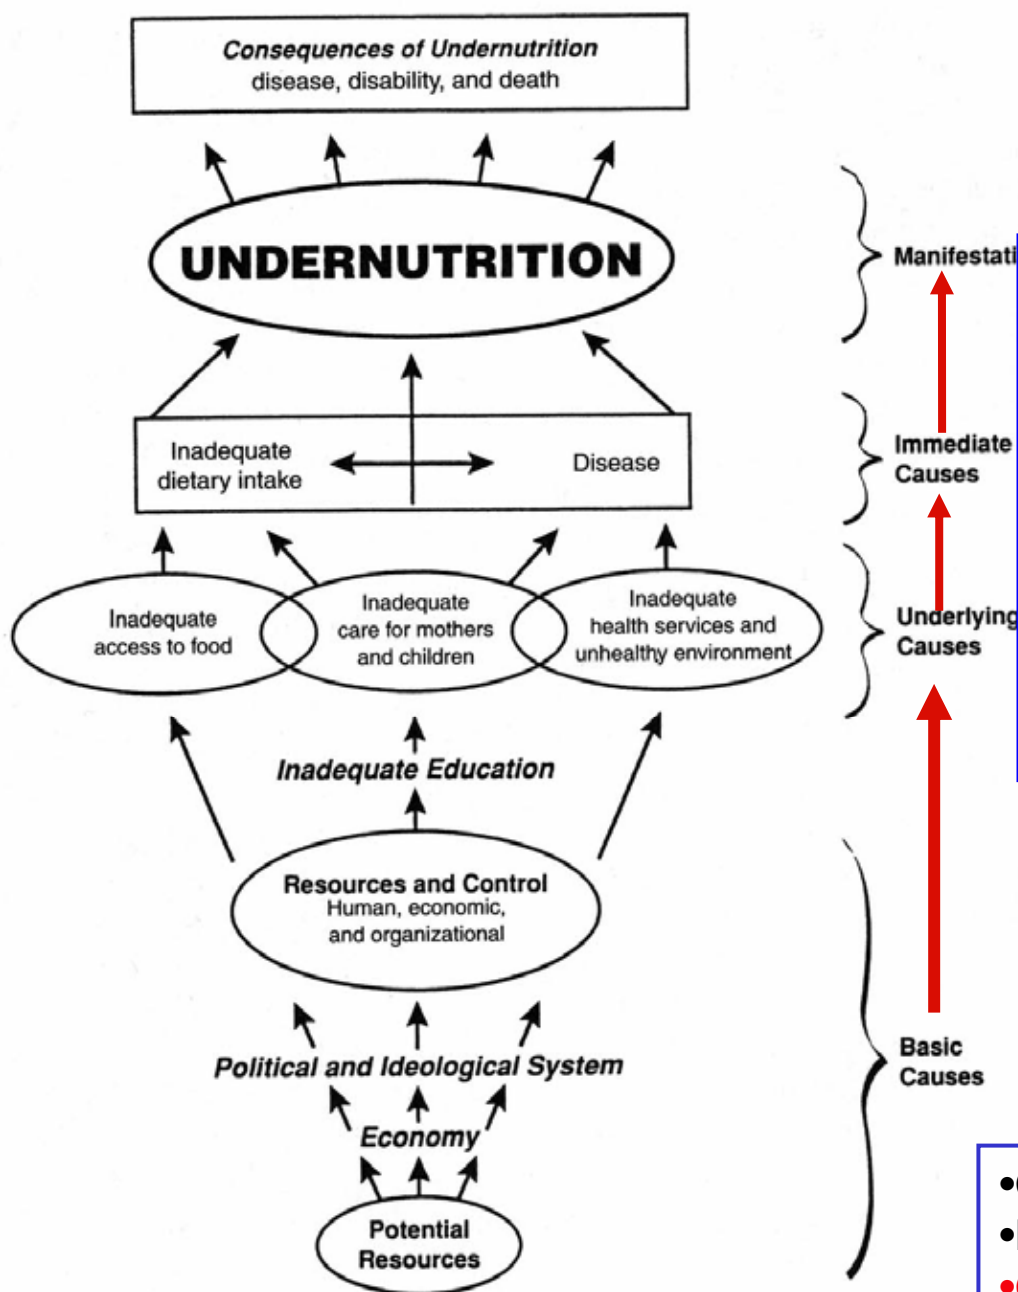 Consequences of Undernutrition
disease, disability, and death
UNDERNUTRITION
Manifestati
Inadequate
dietary intake
Disease
Immediate
Causes
Inadequate
access to food
Inadequate
care for mothers
and children
Inadequate
health services and
unhealthy environment
Underlying
Causes
Inadequate Education
Resources and Control
Human, economic,
and organizational
Political and Ideological System
Basic
Causes
Economy
Potential
Resources